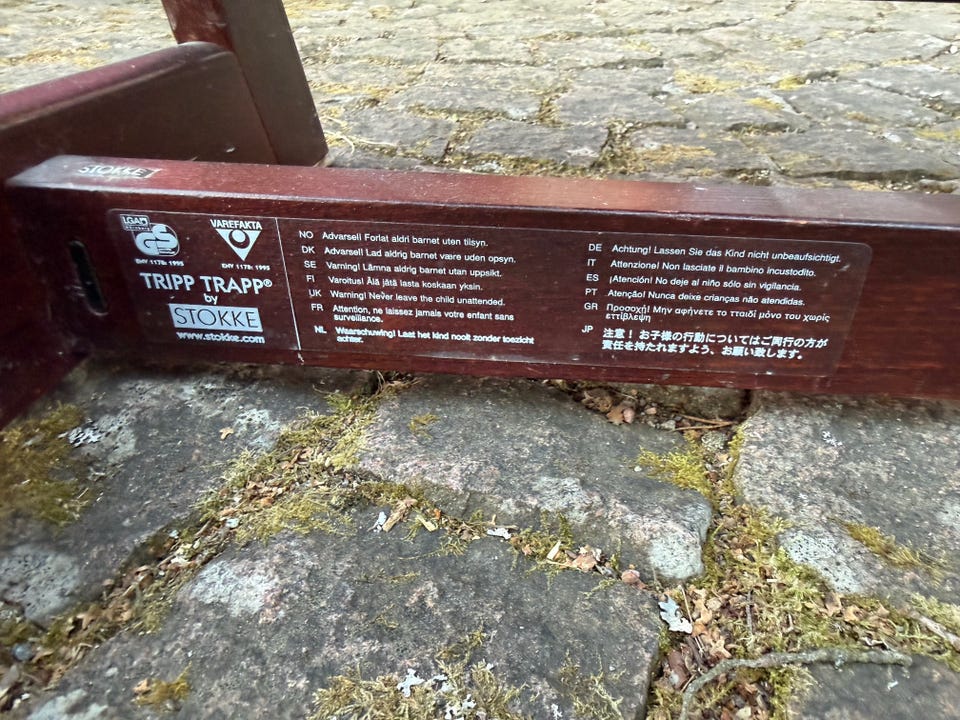 STOKKE
LGA
GS
EnV 1178: 1995
VAREFAKTA
EnV 1178: 1995
TRIPP TRAPP®
by
STOKKE
www.stokke.com
NO Advarsel! Forlat aldri barnet uten tilsyn.
DK Advarsel! Lad aldrig barnet være uden opsyn.
SE Varning! Lämna aldrig barnet utan uppsikt.
FI Varoitus! Älä jätä lasta koskaan yksin.
UK Warning! Never leave the child unattended.
FR Attention, ne laissez jamais votre enfant sans
surveillance.
NL Waarschuwing! Laat het kind nooit zonder toezicht
achter.
DE Achtung! Lassen Sie das Kind nicht unbeaufsichtigt.
IT Attenzione! Non lasciate il bambino incustodito.
ES ¡Atención! No deje al niño sólo sin vigilancia.
PT Atenção! Nunca deixe crianças não atendidas.
GR Προσοχή! Μην αφήνετε το τταιδί μόνο του χωρίς
εττίβλεψη
JP 注意！ お子様の行動についてはご同行の方が
責任を持たれますよう、お願い致します。